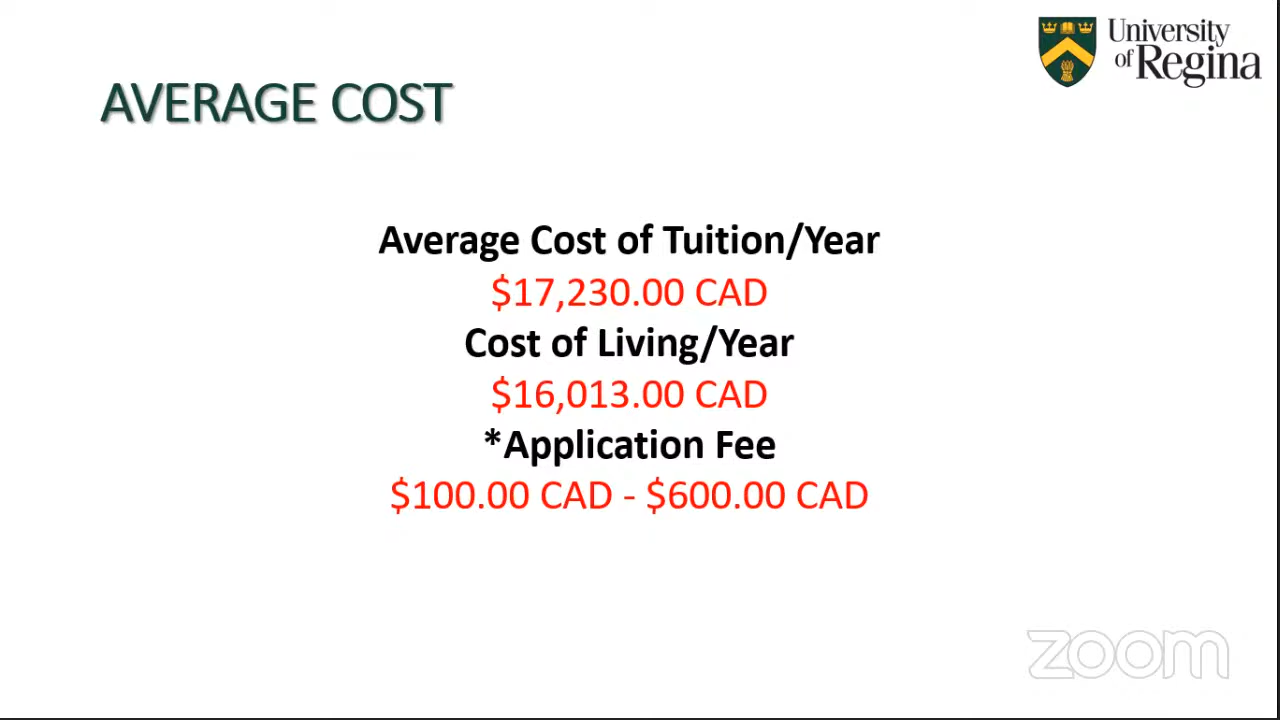 University
of Regina
AVERAGE COST
Average Cost of Tuition/Year
$17,230.00 CAD
Cost of Living/Year
$16,013.00 CAD
*Application Fee
$100.00 CAD - $600.00 CAD
zoom